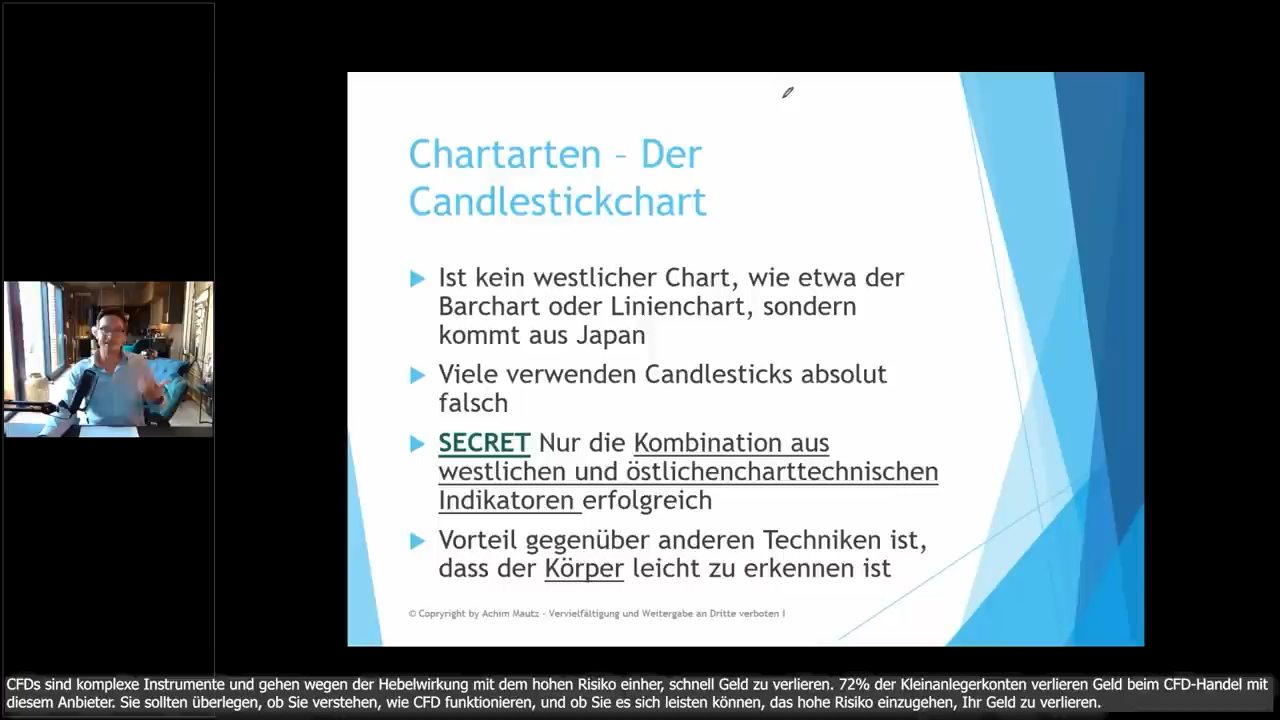 Chartarten – Der
Candlestickchart
Ist kein westlicher Chart, wie etwa der
Barchart oder Linienchart, sondern
kommt aus Japan
Viele verwenden Candlesticks absolut
falsch
SECRET Nur die Kombination aus
westlichen und östlichencharttechnischen
Indikatoren erfolgreich
Vorteil gegenüber anderen Techniken ist,
dass der Körper leicht zu erkennen ist
© Copryright by Achim Mautz - Vervielfältigung und Weitergabe an Dritte verboten !
CFDs sind komplexe Instrumente und gehen wegen der Hebelwirkung mit dem hohen Risiko einher, schnell Geld zu verlieren. 72% der Kleinanlegerkonten verlieren Geld beim CFD-Handel mit
diesem Anbieter. Sie sollten überlegen, ob Sie verstehen, wie CFD funktionieren, und ob Sie es sich leisten können, das hohe Risiko einzugehen, Ihr Geld zu verlieren.